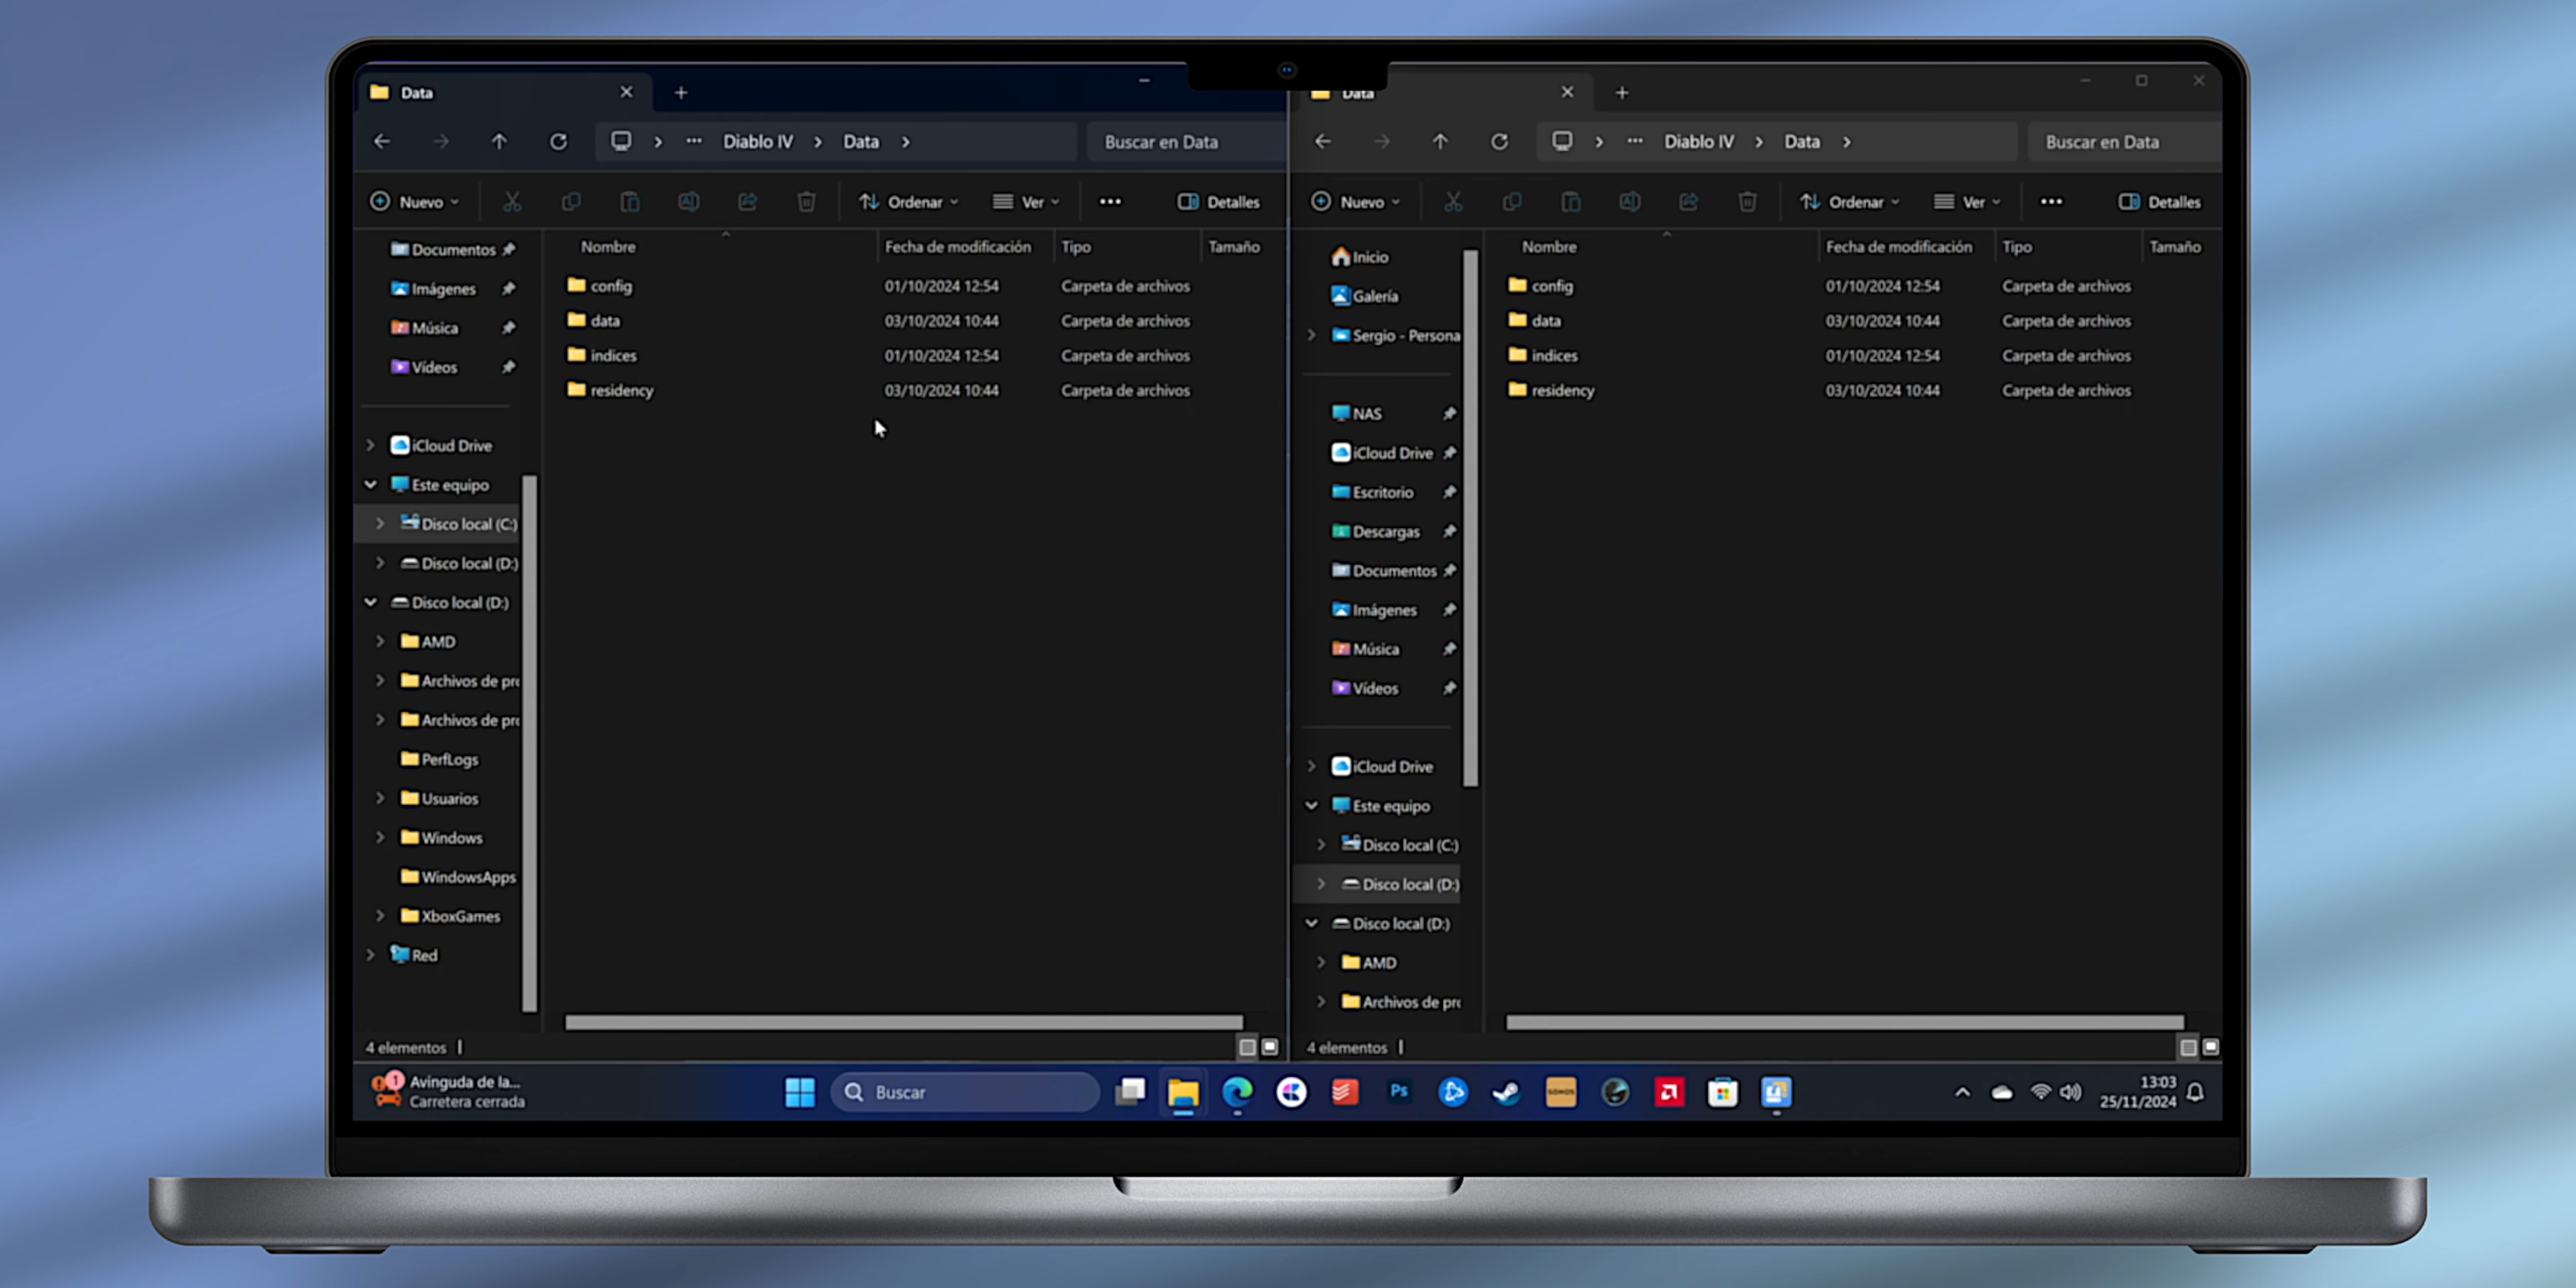 Data
Diablo IV
Data
Buscar en Data
Nuevo
Ordenar
Ver
Detalles
Documentos
Imágenes
Música
Vídeos
iCloud Drive
Este equipo
Disco local (C:)
Disco local (D:)
Disco local (D:)
AMD
Archivos de pro
Archivos de pro
PerfLogs
Usuarios
Windows
WindowsApps
XboxGames
Red
Nombre Fecha de modificación Tipo Tamaño
config 01/10/2024 12:54 Carpeta de archivos
data 03/10/2024 10:44 Carpeta de archivos
indices 01/10/2024 12:54 Carpeta de archivos
residency 03/10/2024 10:44 Carpeta de archivos
4 elementos
Data
Diablo IV
Data
Buscar en Data
Nuevo
Ordenar
Ver
Detalles
Inicio
Galería
Sergio - Persona
NAS
iCloud Drive
Escritorio
Descargas
Documentos
Imágenes
Música
Vídeos
iCloud Drive
Este equipo
Disco local (C:)
Disco local (D:)
Disco local (D:)
AMD
Archivos de pro
Nombre Fecha de modificación Tipo Tamaño
config 01/10/2024 12:54 Carpeta de archivos
data 03/10/2024 10:44 Carpeta de archivos
indices 01/10/2024 12:54 Carpeta de archivos
residency 03/10/2024 10:44 Carpeta de archivos
4 elementos
1
Avinguda de la...
Carretera cerrada
Buscar
Ps
SONOS
13:03
25/11/2024